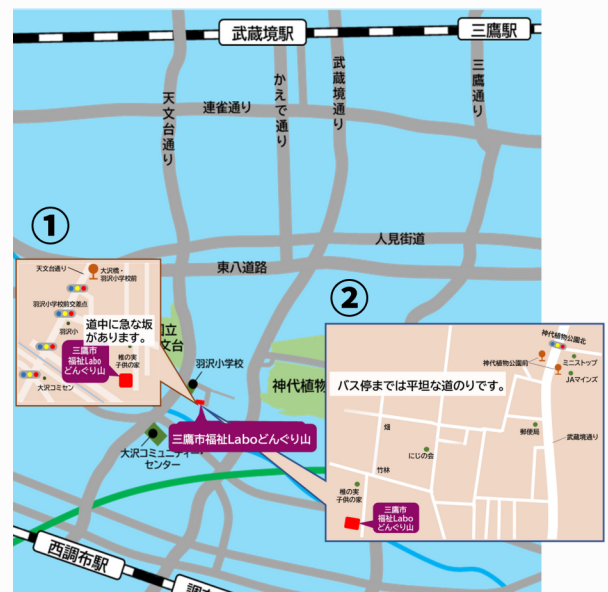 武蔵境駅
三鷹駅
天文台通り
連雀通り
かえで通り
武蔵境通り
三鷹通り
人見街道
東八道路
①
天文台通り
大沢橋・
羽沢小学校前
羽沢小学校前交差点
羽沢小
道中に急な坂
があります。
三鷹市
福祉Labo
どんぐり山
椎の実
子供の家
大沢コミセン
羽沢小学校
三鷹市福祉Laboどんぐり山
大沢コミュニティー
センター
神代植物
②
神代植物公園北
神代植物公園前
ミニストップ
JAマインズ
バス停までは平坦な道のりです。
畑
郵便局
武蔵境通り
にじの会
竹林
椎の実
子供の家
三鷹市
福祉Labo
どんぐり山
西調布駅